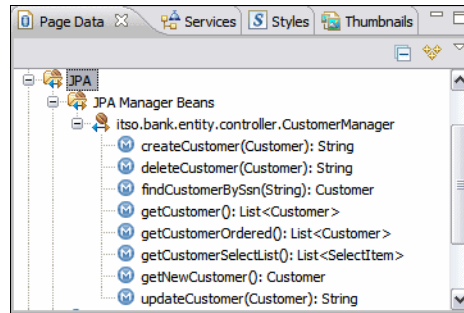 Page Data Services Styles Thumbnails
JPA
JPA Manager Beans
itso.bank.entity.controller.CustomerManager
createCustomer(Customer): String
deleteCustomer(Customer): String
findCustomerBySsn(String): Customer
getCustomer(): List<Customer>
getCustomerOrdered(): List<Customer>
getCustomerSelectList(): List<SelectItem>
getNewCustomer(): Customer
updateCustomer(Customer): String